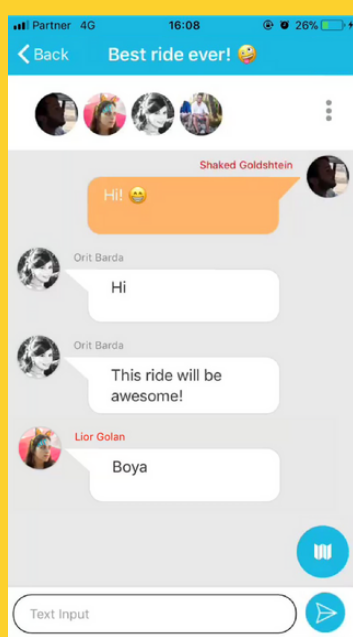 Partner 4G 16:08 26%
Back Best ride ever! 🤪
Shaked Goldshtein
Hi! 😁
Orit Barda
Hi
Orit Barda
This ride will be
awesome!
Lior Golan
Boya
Text Input